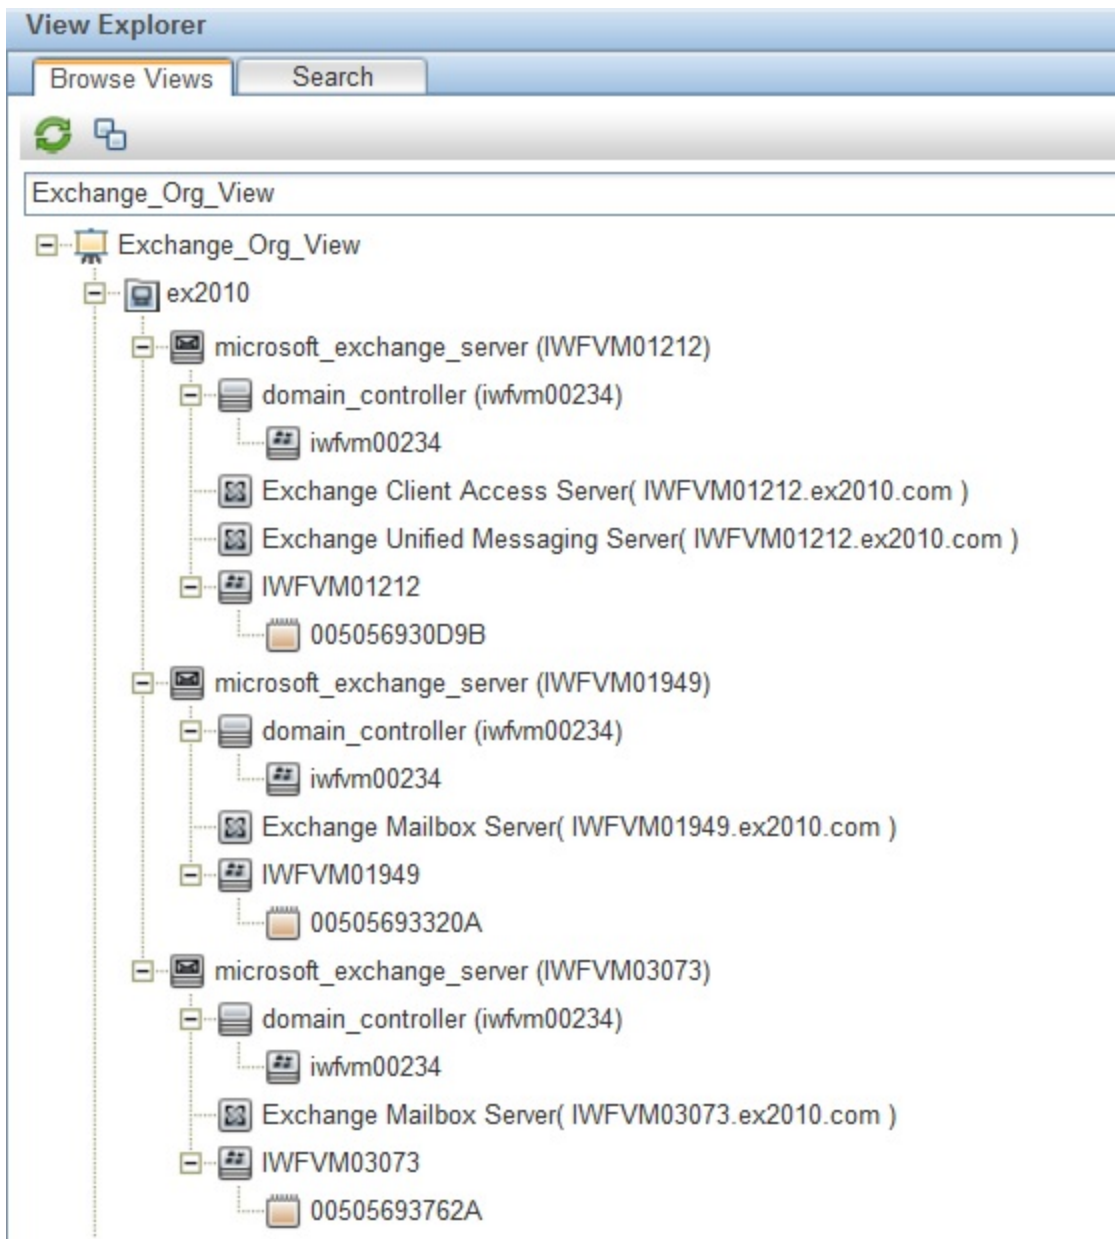 View Explorer
Browse Views Search
Exchange_Org_View
Exchange_Org_View
ex2010
microsoft_exchange_server (IWFVM01212)
domain_controller (iwfvm00234)
iwfvm00234
Exchange Client Access Server( IWFVM01212.ex2010.com )
Exchange Unified Messaging Server( IWFVM01212.ex2010.com )
IWFVM01212
005056930D9B
microsoft_exchange_server (IWFVM01949)
domain_controller (iwfvm00234)
iwfvm00234
Exchange Mailbox Server( IWFVM01949.ex2010.com )
IWFVM01949
00505693320A
microsoft_exchange_server (IWFVM03073)
domain_controller (iwfvm00234)
iwfvm00234
Exchange Mailbox Server( IWFVM03073.ex2010.com )
IWFVM03073
00505693762A